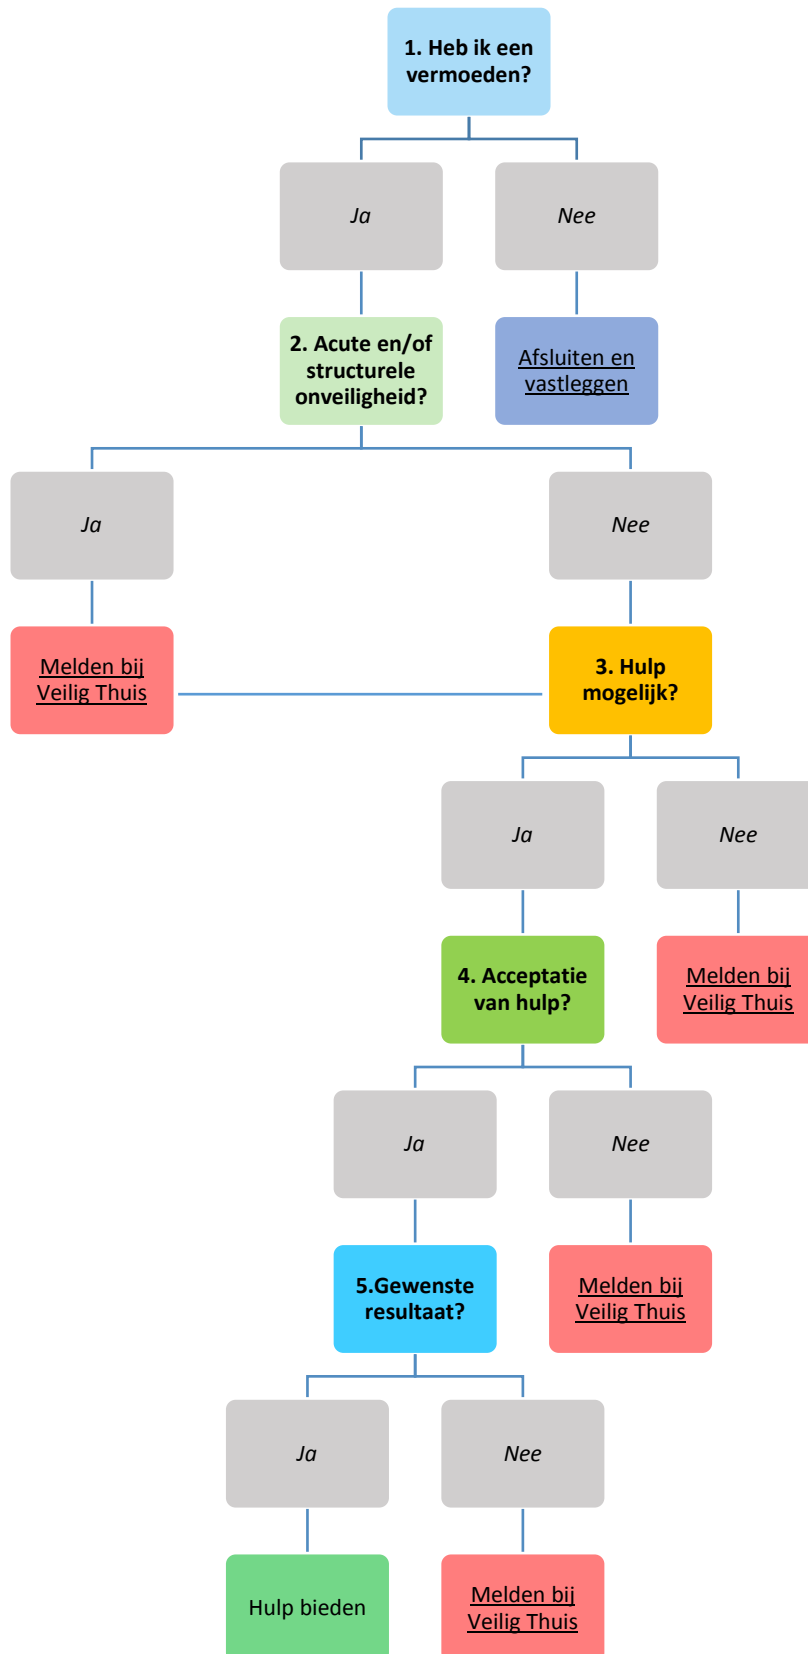 1. Heb ik een
vermoeden?
Ja
Nee
2. Acute en/of
structurele
onveiligheid?
Afsluiten en
vastleggen
Ja
Nee
Melden bij
Veilig Thuis
3. Hulp
mogelijk?
Ja
Nee
4. Acceptatie
van hulp?
Melden bij
Veilig Thuis
Ja
Nee
5.Gewenste
resultaat?
Melden bij
Veilig Thuis
Ja
Nee
Hulp bieden
Melden bij
Veilig Thuis